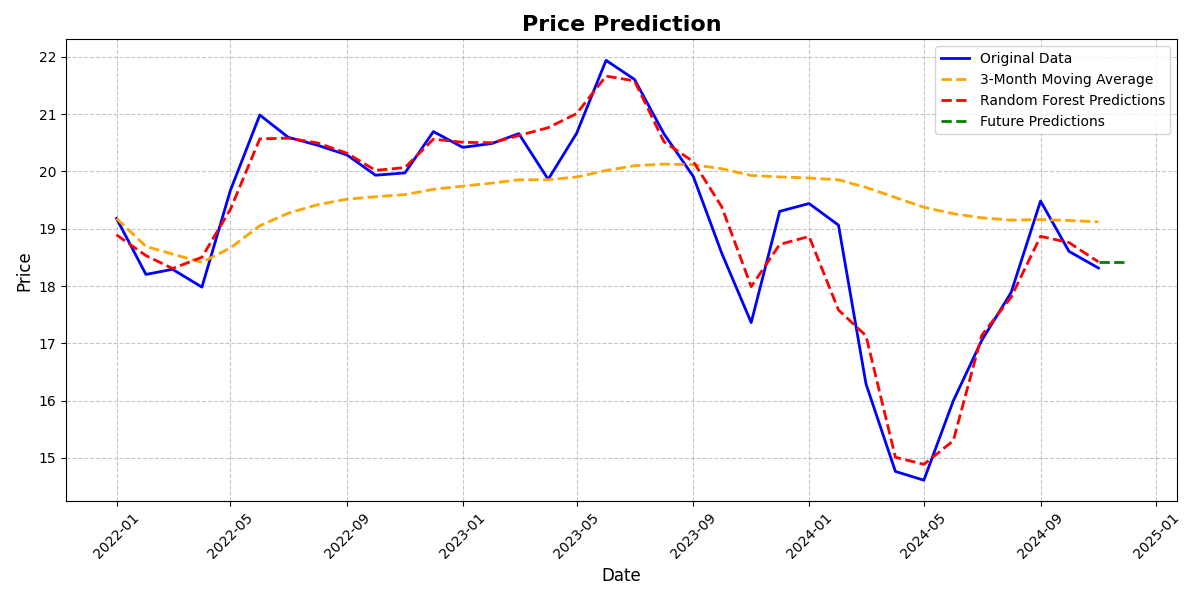 Price Prediction
Original Data
3-Month Moving Average
Random Forest Predictions
Future Predictions
Price
22
21
20
19
18
17
16
15
2022-01
2022-05
2022-09
2023-01
2023-05
2023-09
2024-01
2024-05
2024-09
2025-01
Date